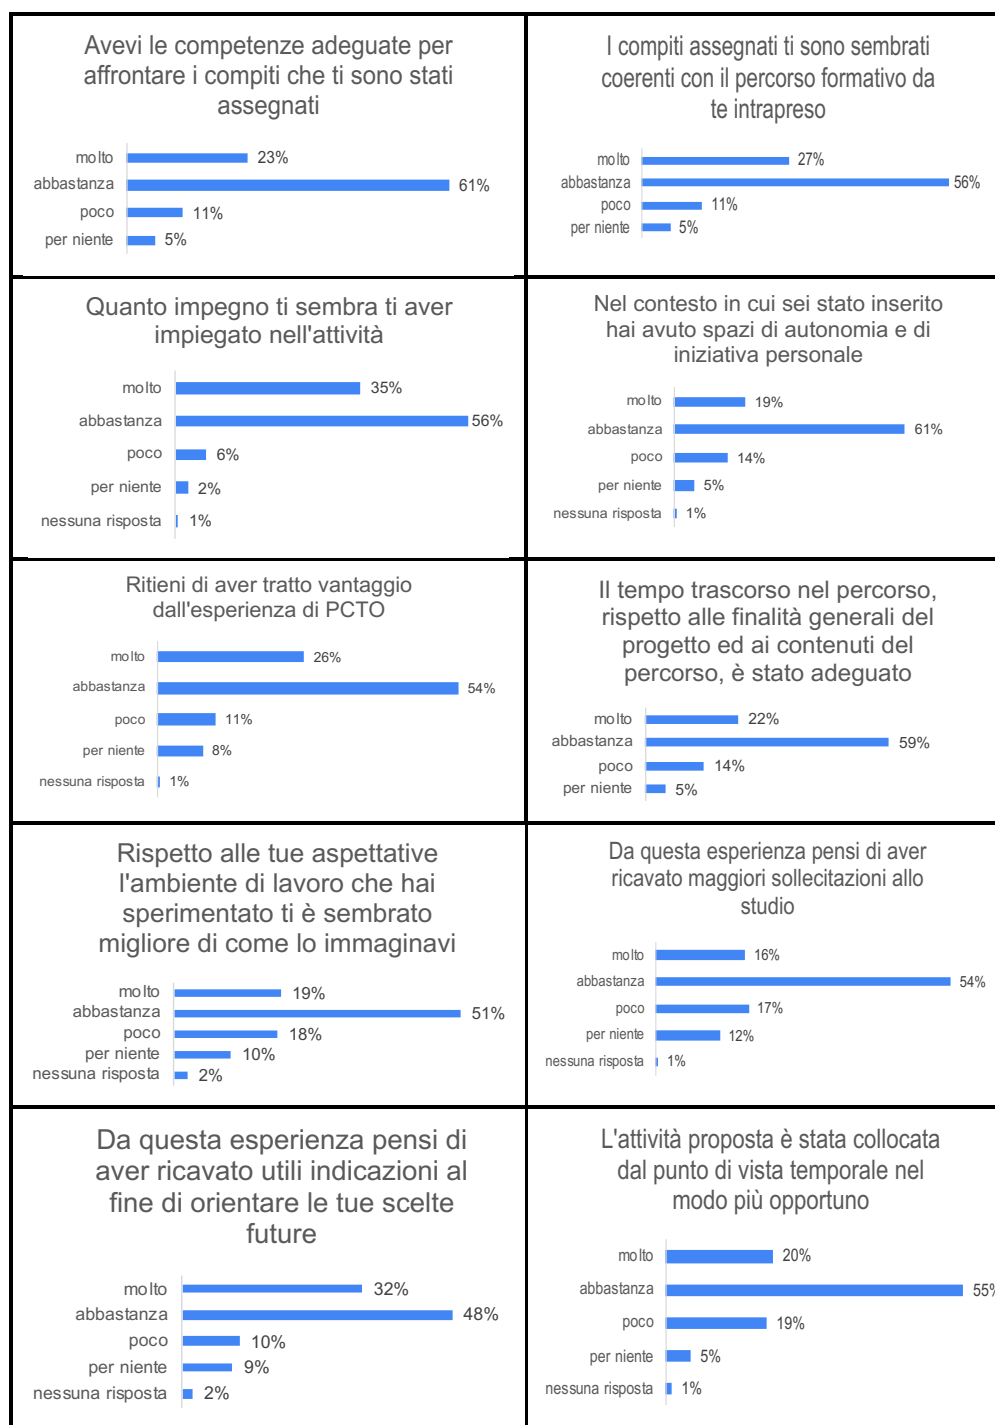 Avevi le competenze adeguate per
affrontare i compiti che ti sono stati
assegnati
molto 23%
abbastanza 61%
poco 11%
per niente 5%
I compiti assegnati ti sono sembrati
coerenti con il percorso formativo da
te intrapreso
molto 27%
abbastanza 56%
poco 11%
per niente 5%
Quanto impegno ti sembra ti aver
impiegato nell'attività
molto 35%
abbastanza 56%
poco 6%
per niente 2%
nessuna risposta 1%
Nel contesto in cui sei stato inserito
hai avuto spazi di autonomia e di
iniziativa personale
molto 19%
abbastanza 61%
poco 14%
per niente 5%
nessuna risposta 1%
Ritieni di aver tratto vantaggio
dall'esperienza di PCTO
molto 26%
abbastanza 54%
poco 11%
per niente 8%
nessuna risposta 1%
Il tempo trascorso nel percorso,
rispetto alle finalità generali del
progetto ed ai contenuti del
percorso, è stato adeguato
molto 22%
abbastanza 59%
poco 14%
per niente 5%
Rispetto alle tue aspettative
l'ambiente di lavoro che hai
sperimentato ti è sembrato
migliore di come lo immaginavi
molto 19%
abbastanza 51%
poco 18%
per niente 10%
nessuna risposta 2%
Da questa esperienza pensi di aver
ricavato maggiori sollecitazioni allo
studio
molto 16%
abbastanza 54%
poco 17%
per niente 12%
nessuna risposta 1%
Da questa esperienza pensi di
aver ricavato utili indicazioni al
fine di orientare le tue scelte
future
molto 32%
abbastanza 48%
poco 10%
per niente 9%
nessuna risposta 2%
L'attività proposta è stata collocata
dal punto di vista temporale nel
modo più opportuno
molto 20%
abbastanza 55%
poco 19%
per niente 5%
nessuna risposta 1%